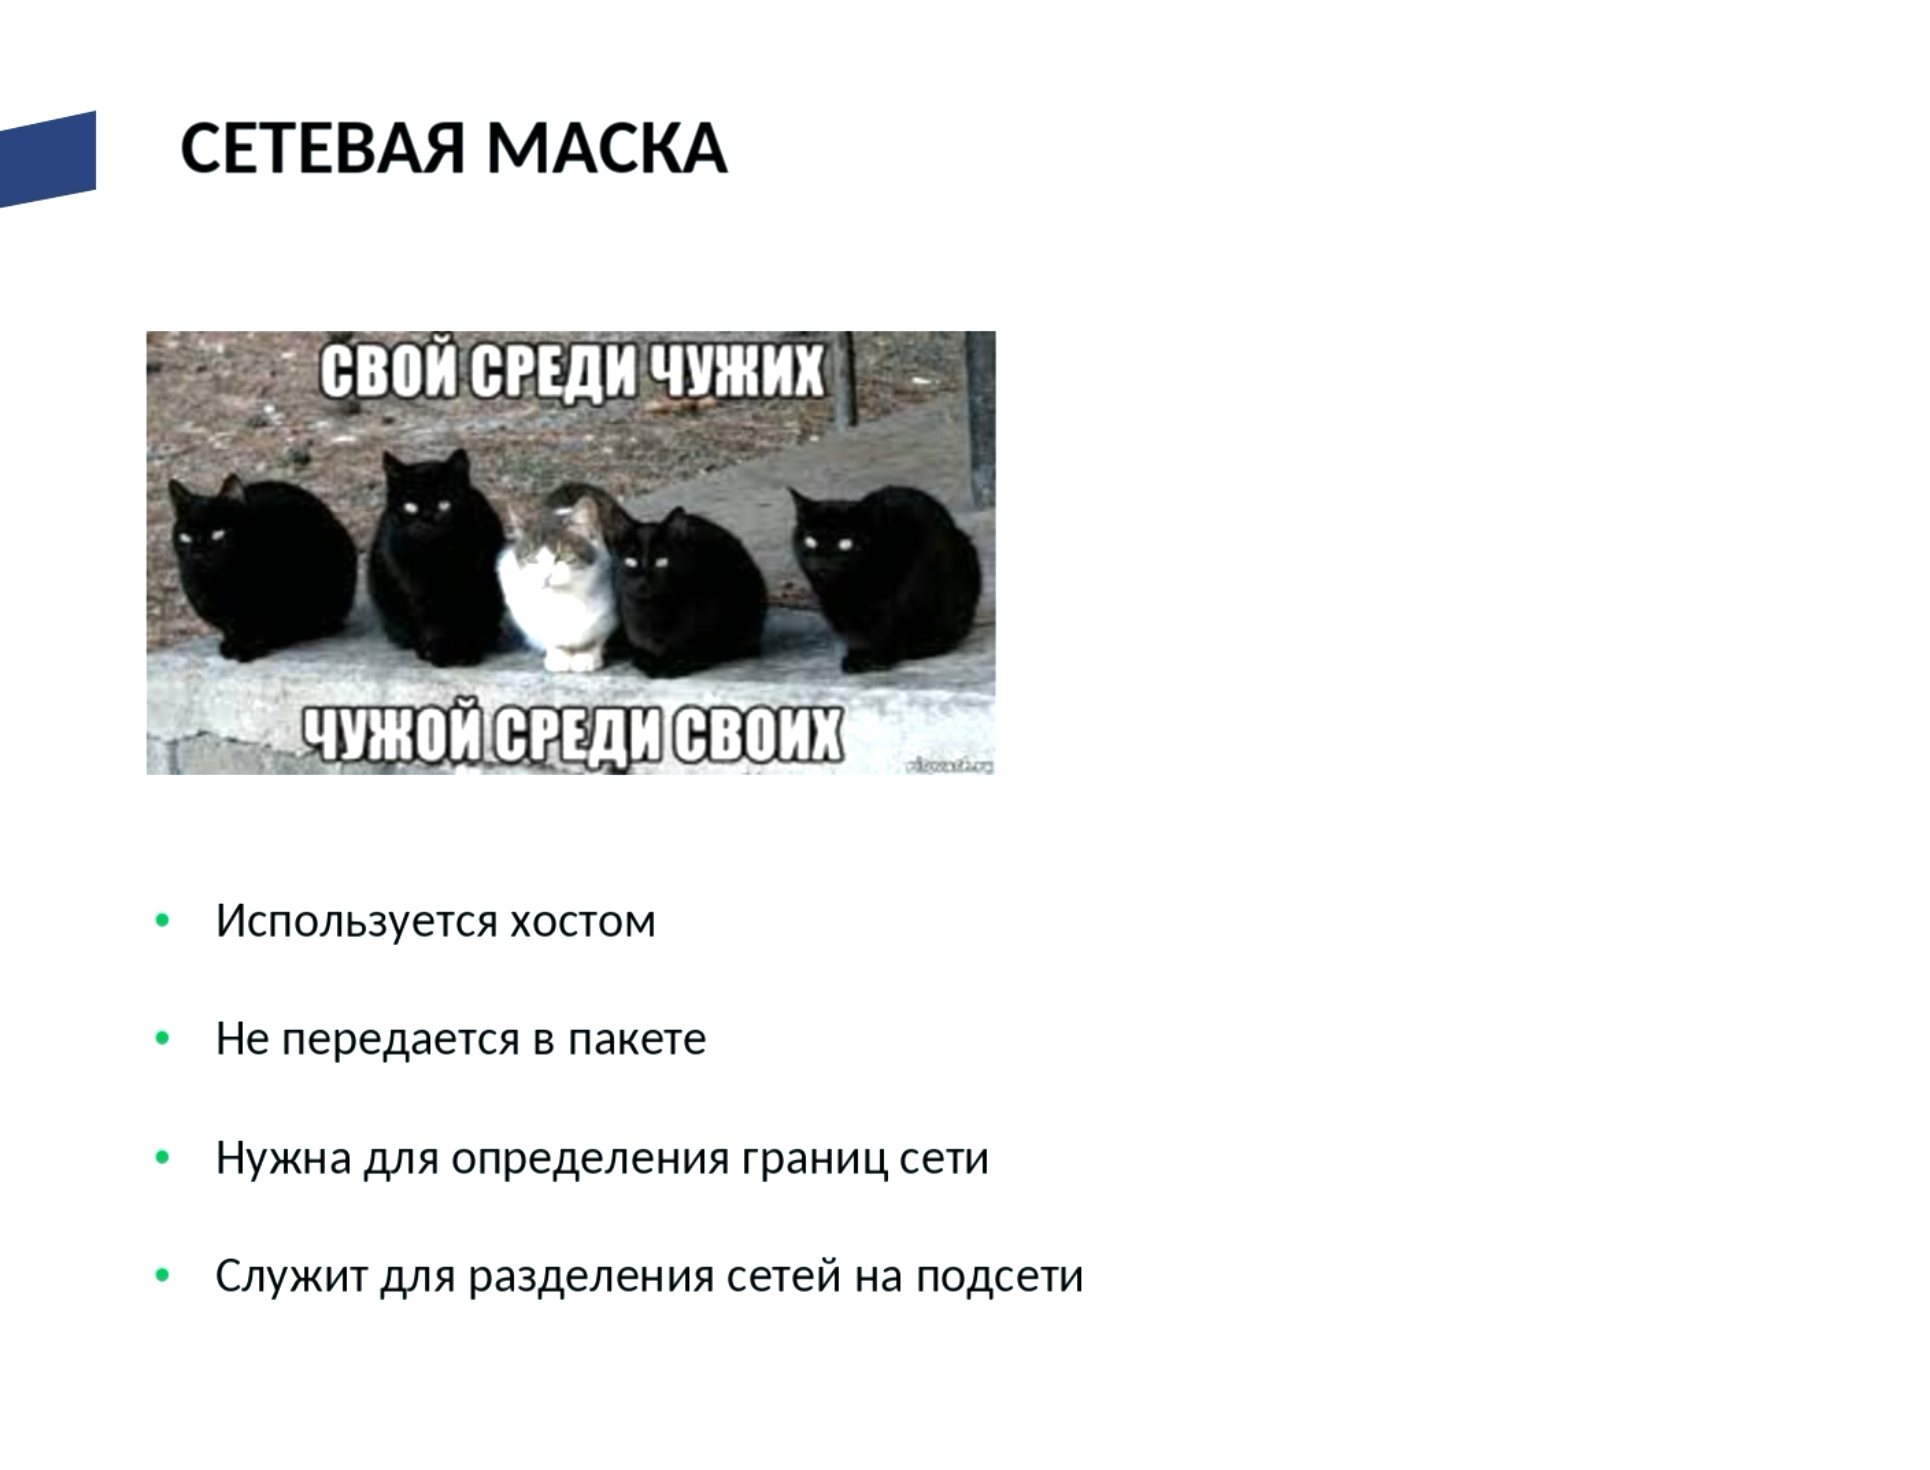 СЕТЕВАЯ МАСКА
СВОЙ СРЕДИ ЧУЖИХ
ЧУЖОЙ СРЕДИ СВОИХ
• Используется хостом
• Не передается в пакете
• Нужна для определения границ сети
• Служит для разделения сетей на подсети